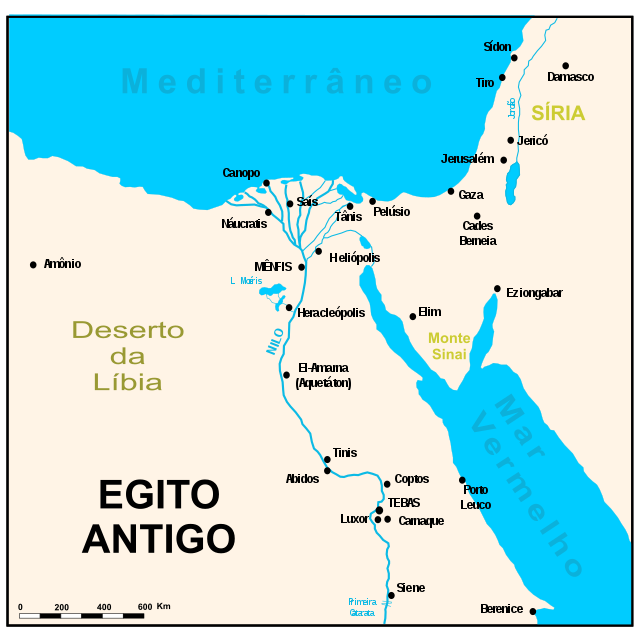 Sídon
Mediterrâneo
Damasco
Tiro
Jordão
SÍRIA
Jericó
Jerusalém
Canopo
Gaza
Saís
Tânis
Pelúsio
Náucratis
Cades
Berneia
Heliópolis
Amônio
MÊNFIS
L. Moéris
Eziongabar
Heracleópolis
Elim
Deserto
da
Líbia
NILO
Monte
Sinai
El-Amarna
(Aquetáton)
Mar
Vermelho
Tinis
Abidos
Coptos
EGITO
ANTIGO
Porto
Leuco
TEBAS
Luxor
Carnaque
Siene
Primeira
Catarata
Berenice
0 200 400 600 Km